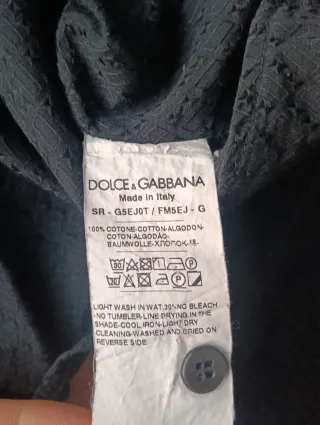 DOLCE & GABBANA
Made in Italy
SR - G5EJ0T / FM5EJ - G
100% COTONE-COTTON-ALGODON-
COTON-ALGODÃO-
BAUMWOLLE-ХЛОПОК-棉-
LIGHT WASH IN WAT.30°-NO BLEACH
-NO TUMBLER-LINE DRYING IN THE
SHADE-COOL IRON-LIGHT DRY
CLEANING-WASHED AND DRIED ON
REVERSE SIDE